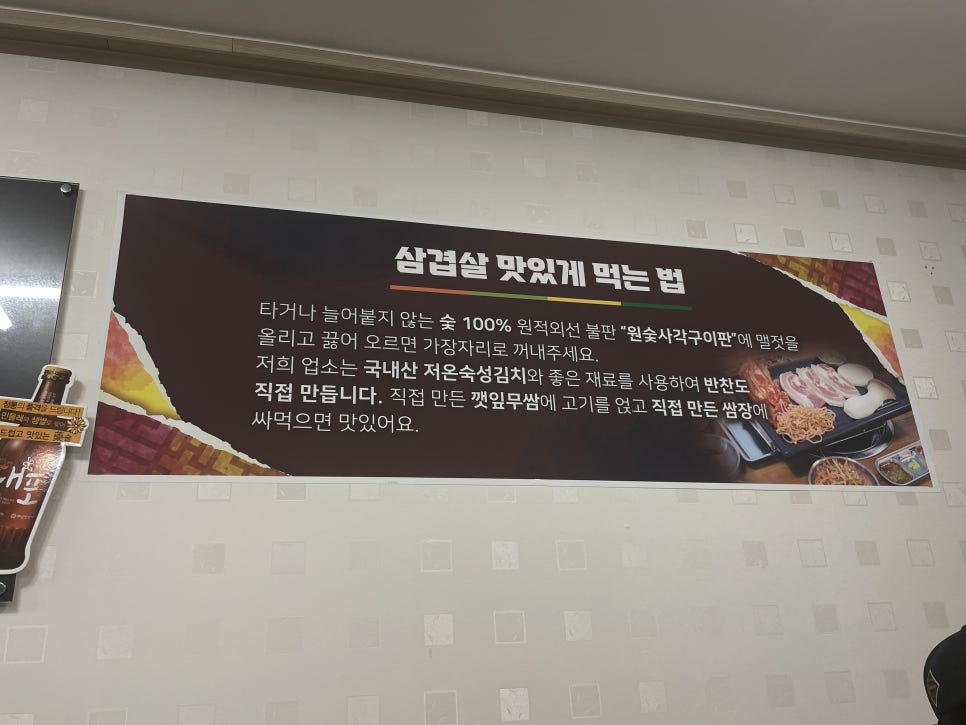 삼겹살 맛있게 먹는 법
타거나 늘어붙지 않는 숯 100% 원적외선 불판 “원숯사각구이판”에 맬젓을
올리고 끓어 오르면 가장자리로 꺼내주세요.
저희 업소는 국내산 저온숙성김치와 좋은 재료를 사용하여 반찬도
직접 만듭니다. 직접 만든 깻잎무쌈에 고기를 얹고 직접 만든 쌈장에
싸먹으면 맛있어요.